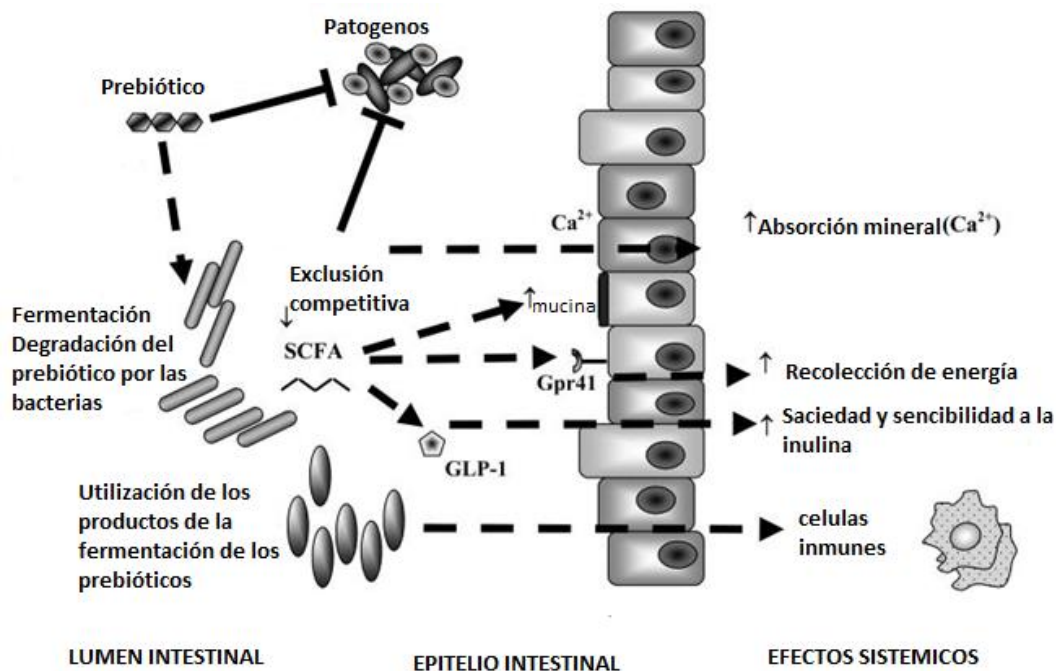 Patogenos
Prebiótico
Ca²⁺
↑Absorción mineral(Ca²⁺)
Exclusión
competitiva
↓
SCFA
↑mucina
Fermentación
Degradación del
prebiótico por las
bacterias
Gpr41
↑ Recolección de energía
↑ Saciedad y sencibilidad a la
inulina
GLP-1
Utilización de los
productos de la
fermentación de los
prebióticos
celulas
inmunes
LUMEN INTESTINAL
EPITELIO INTESTINAL
EFECTOS SISTEMICOS